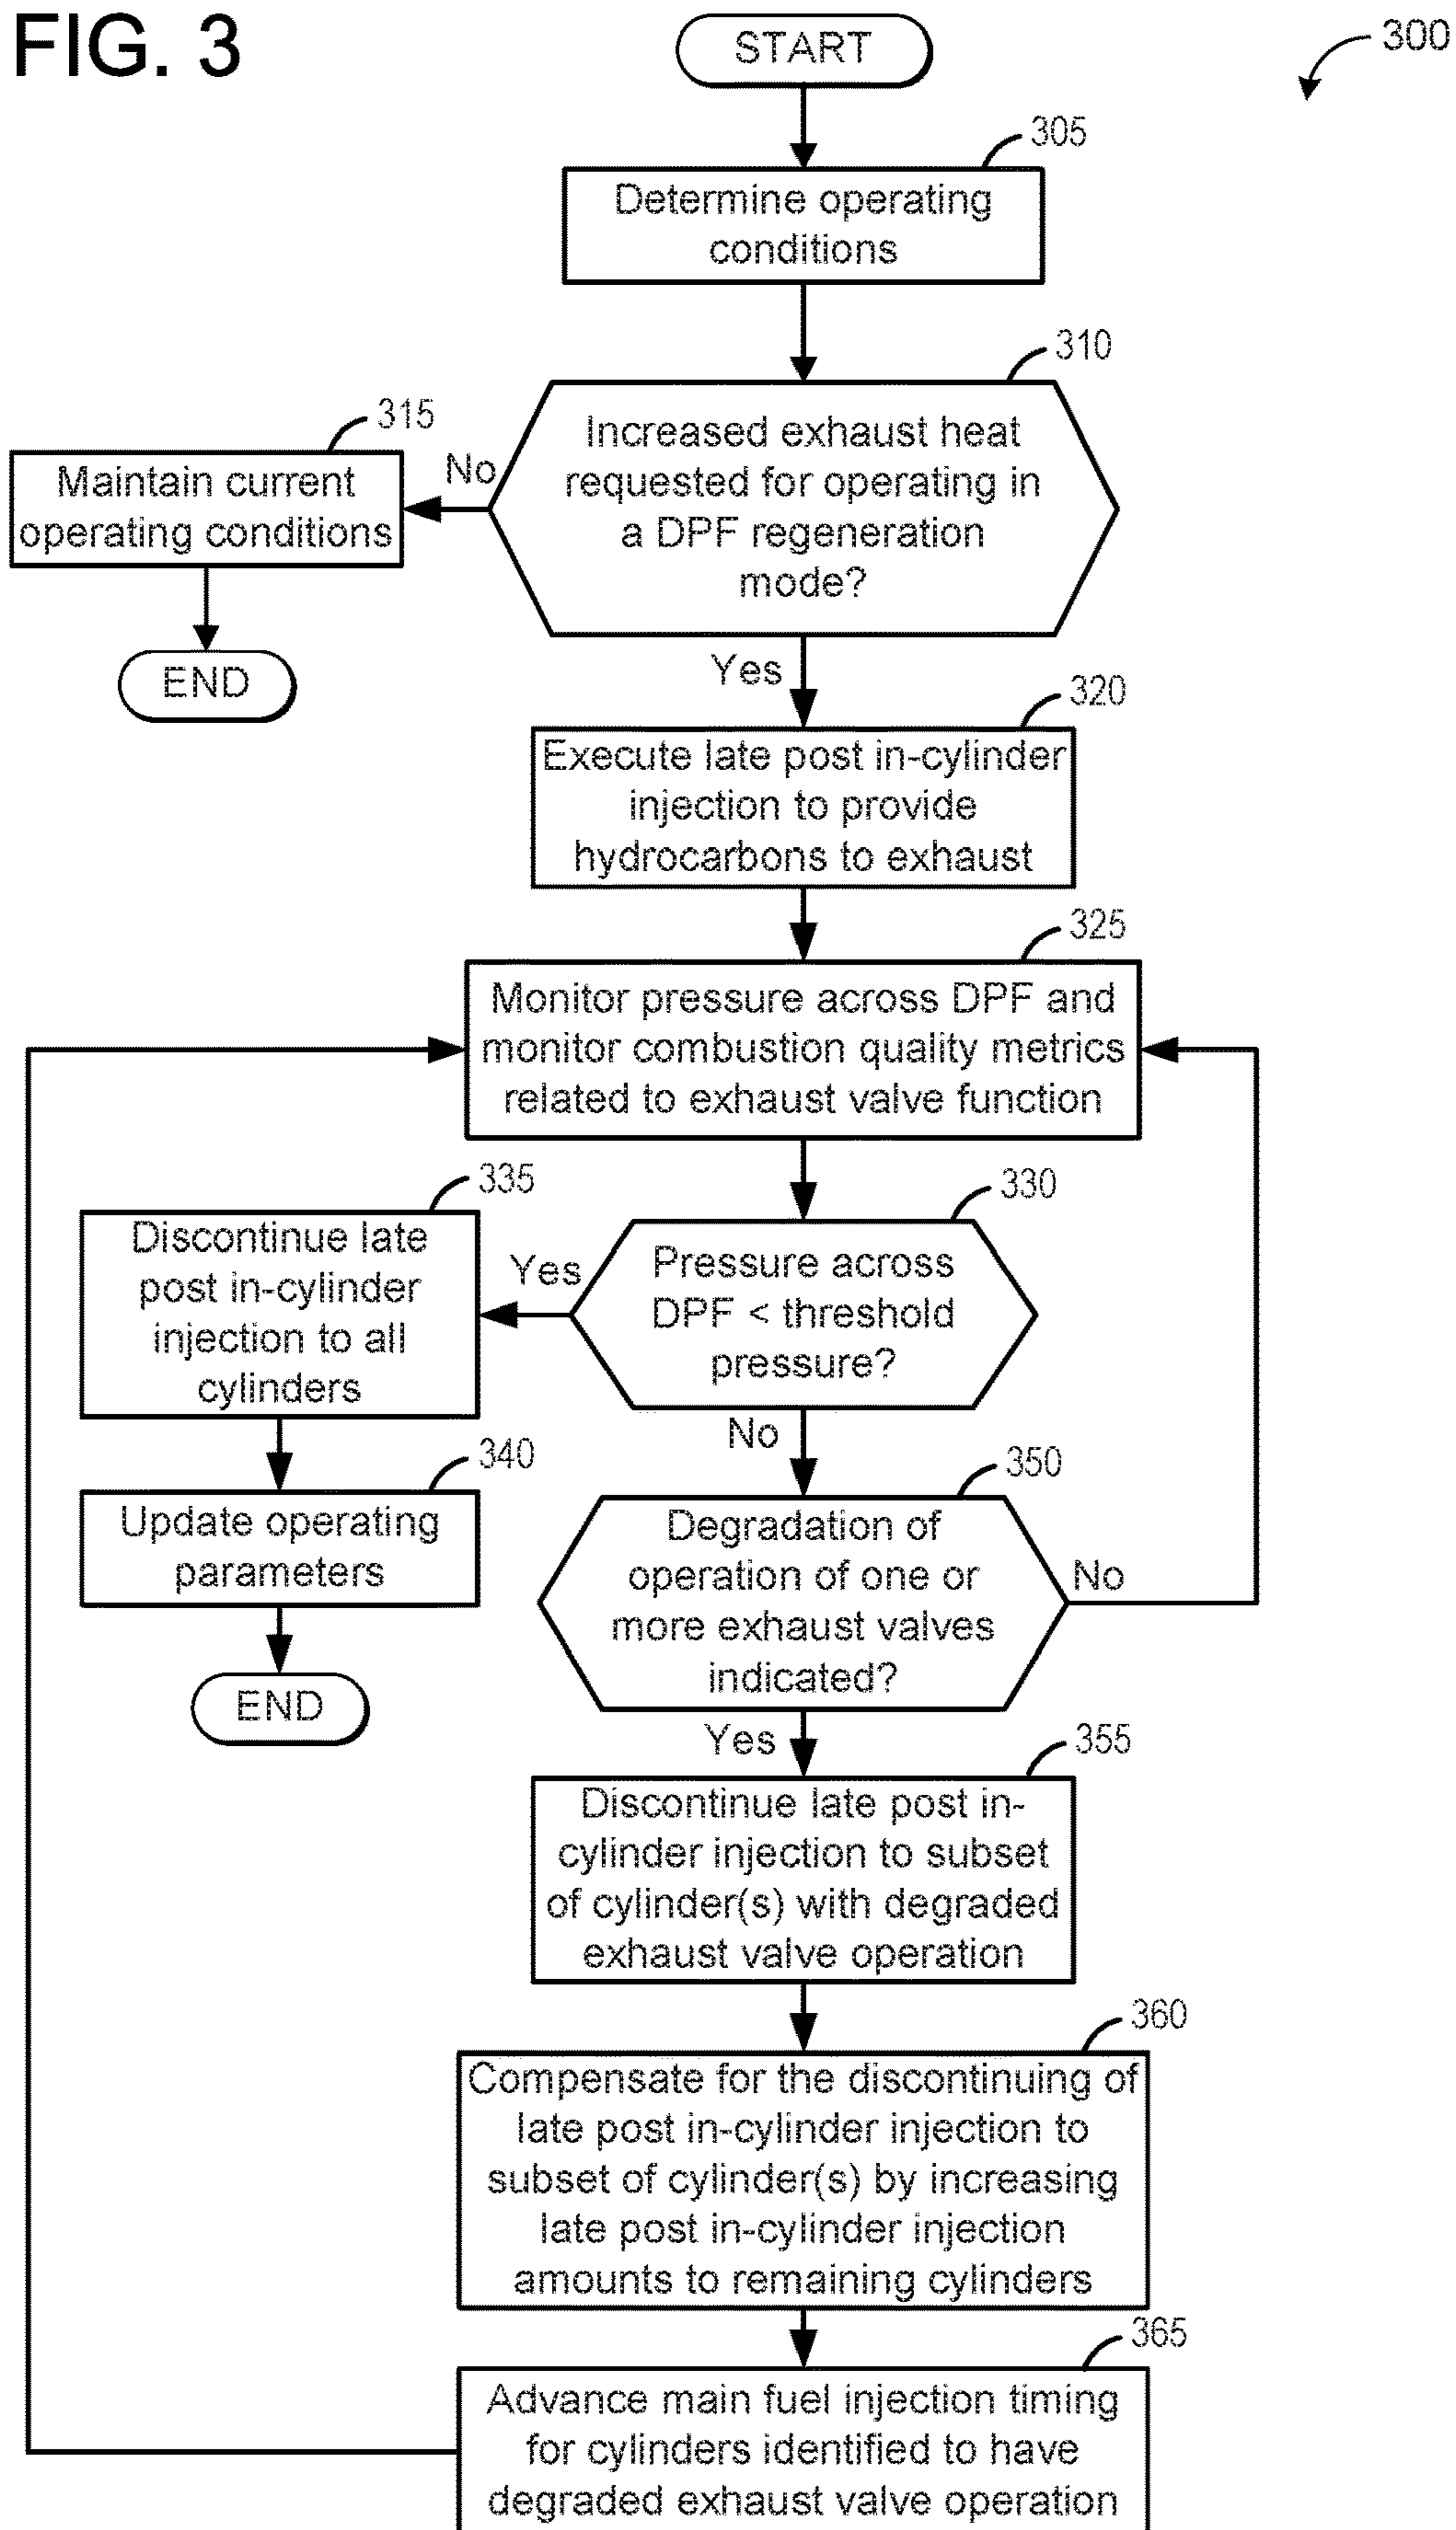 FIG. 3
START
300
305
Determine operating
conditions
310
Increased exhaust heat
requested for operating in
a DPF regeneration
mode?
No
315
Maintain current
operating conditions
END
Yes
320
Execute late post in-cylinder
injection to provide
hydrocarbons to exhaust
325
Monitor pressure across DPF and
monitor combustion quality metrics
related to exhaust valve function
330
Pressure across
DPF < threshold
pressure?
Yes
335
Discontinue late
post in-cylinder
injection to all
cylinders
340
Update operating
parameters
END
No
350
Degradation of
operation of one or
more exhaust valves
indicated?
No
Yes
355
Discontinue late post in-
cylinder injection to subset
of cylinder(s) with degraded
exhaust valve operation
360
Compensate for the discontinuing of
late post in-cylinder injection to
subset of cylinder(s) by increasing
late post in-cylinder injection
amounts to remaining cylinders
365
Advance main fuel injection timing
for cylinders identified to have
degraded exhaust valve operation